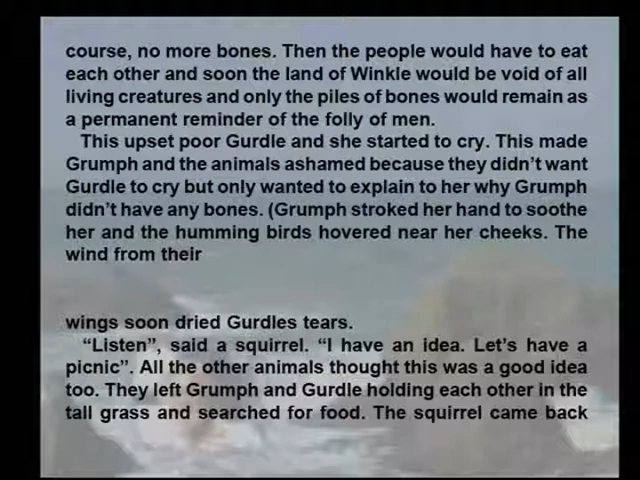 course, no more bones. Then the people would have to eat
each other and soon the land of Winkle would be void of all
living creatures and only the piles of bones would remain as
a permanent reminder of the folly of men.
This upset poor Gurdle and she started to cry. This made
Grumph and the animals ashamed because they didn't want
Gurdle to cry but only wanted to explain to her why Grumph
didn't have any bones. (Grumph stroked her hand to soothe
her and the humming birds hovered near her cheeks. The
wind from their
wings soon dried Gurdles tears.
“Listen”, said a squirrel. “I have an idea. Let's have a
picnic”. All the other animals thought this was a good idea
too. They left Grumph and Gurdle holding each other in the
tall grass and searched for food. The squirrel came back